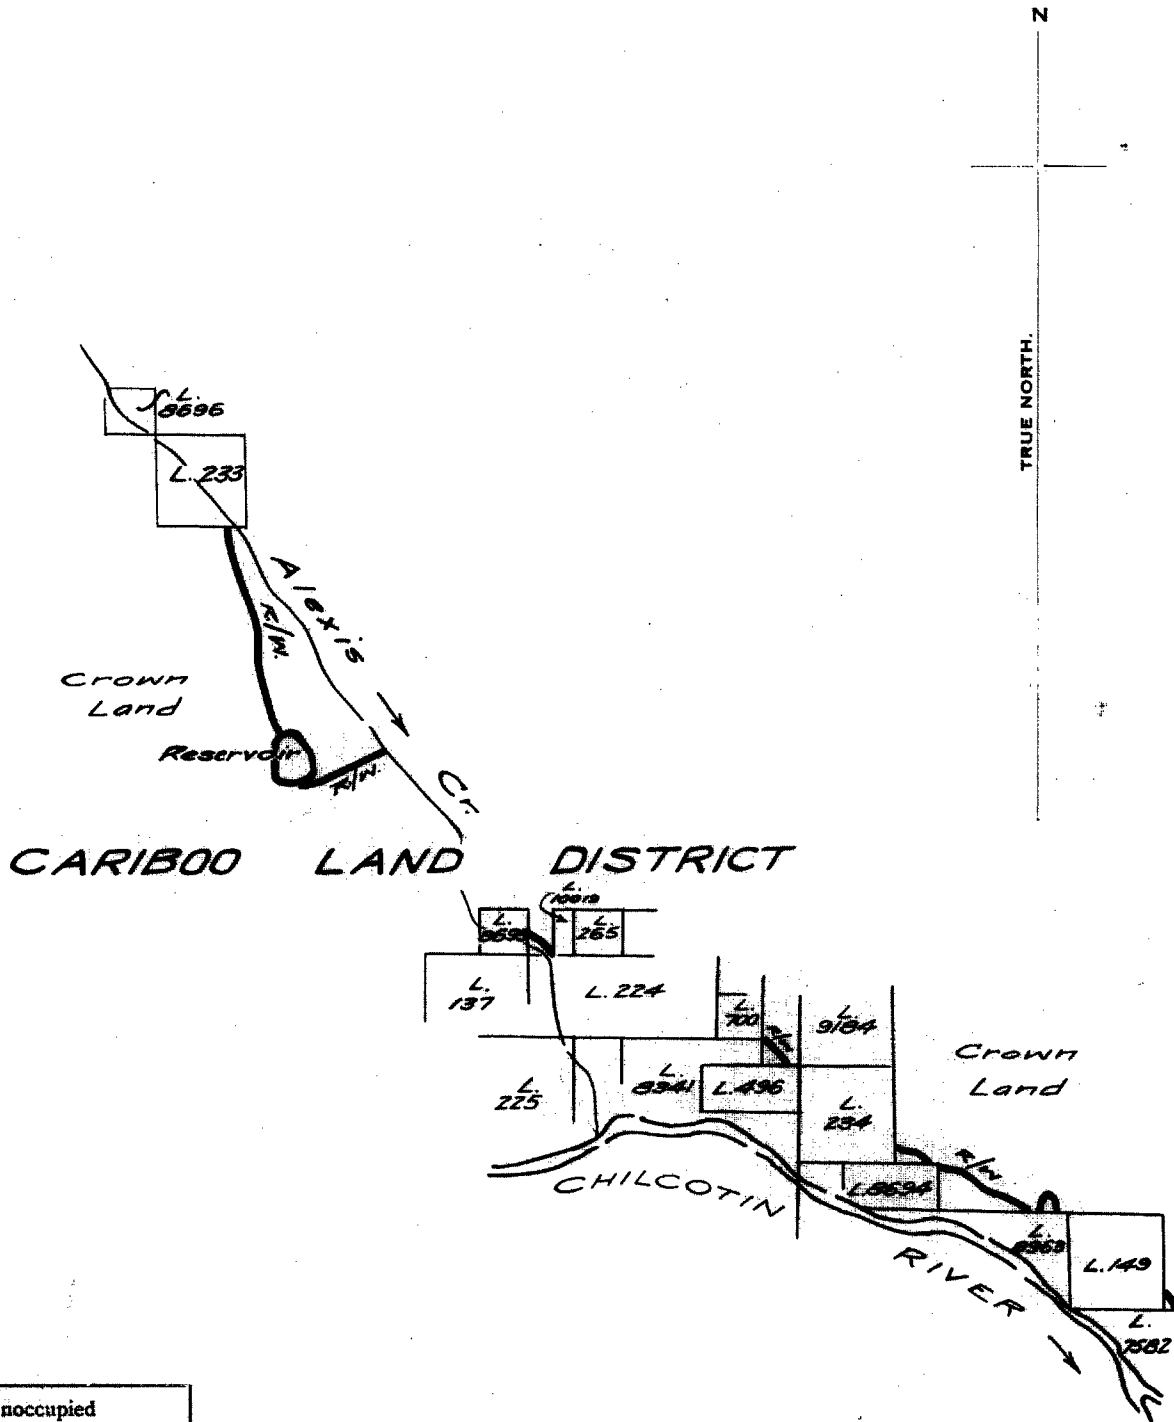 N
TRUE NORTH.
L.
8696
L. 233
Alexis
R/W.
Crown
Land
Reservoir
R/W.
Cr.
CARIBOO LAND DISTRICT
L.
L.
L.
265
L.
137
L. 224
L.
700
L.
9184
R/W
Crown
Land
L.
225
L.
8341
L.496
L.
234
R/W
CHILCOTIN
L.8694
L.
L.149
RIVER
L.
7582
noccupied